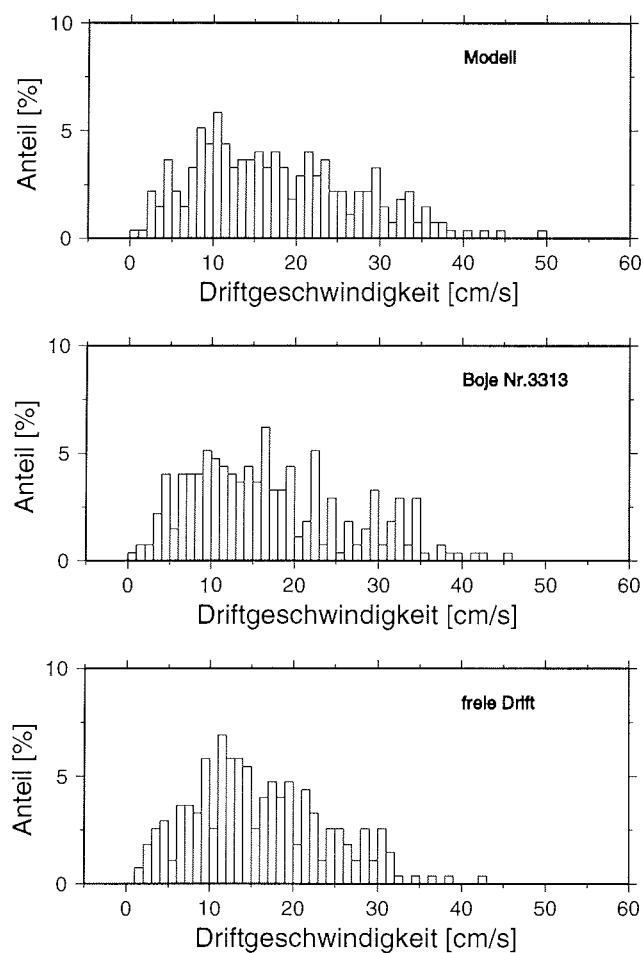 10
Modell
Anteil [%]
5
0
0 10 20 30 40 50 60
Driftgeschwindigkeit [cm/s]
10
Boje Nr.3313
Anteil [%]
5
0
0 10 20 30 40 50 60
Driftgeschwindigkeit [cm/s]
10
freie Drift
Anteil [%]
5
0
0 10 20 30 40 50 60
Driftgeschwindigkeit [cm/s]